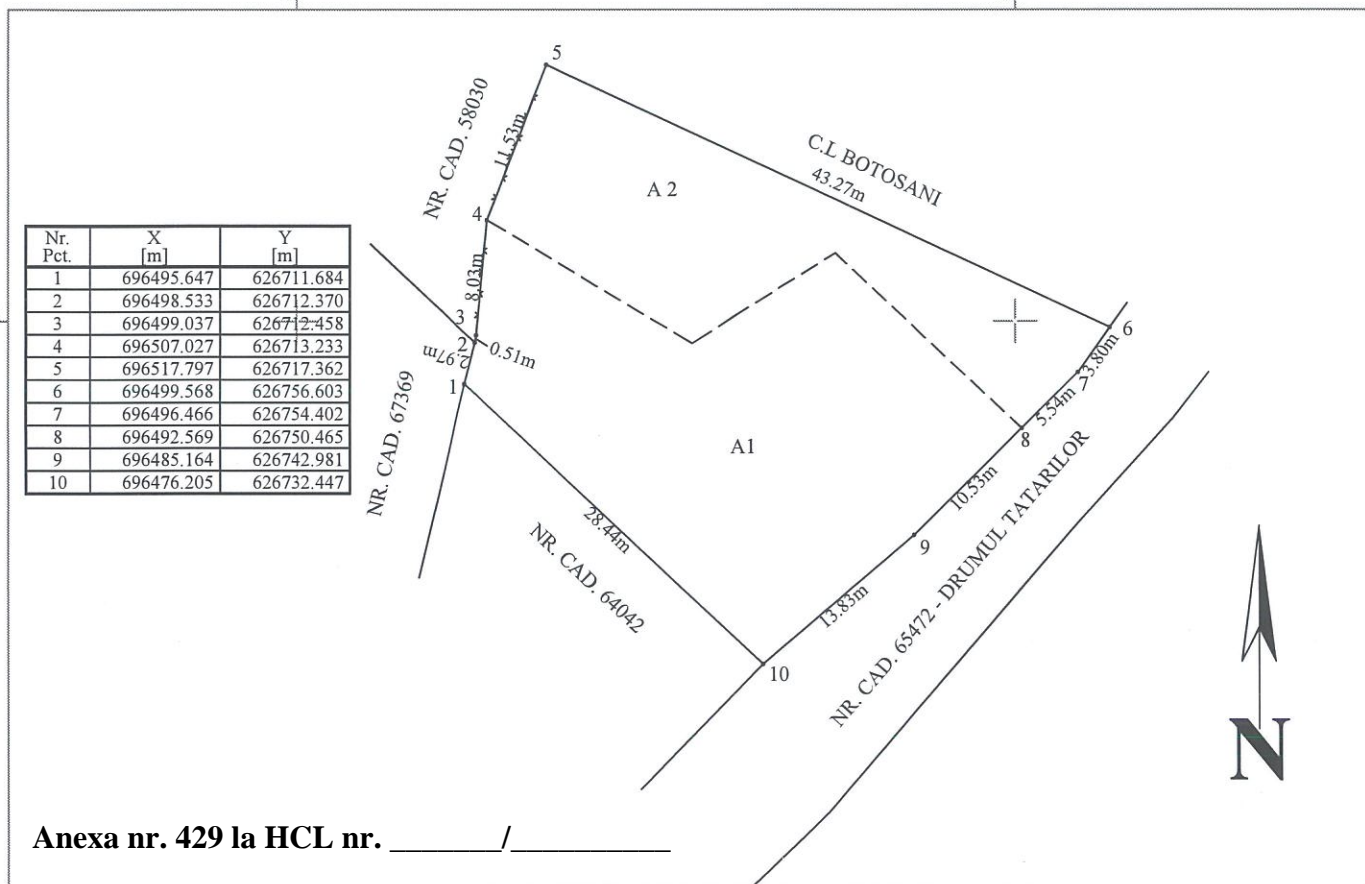 5
NR. CAD. 58030
11.53m
C.L BOTOSANI
43.27m
A 2
4
8.03m
3
2
0.51m
2.97m
1
6
3.80m
7
5.54m
8
Nr. Pct. X [m] Y [m]
1 696495.647 626711.684
2 696498.533 626712.370
3 696499.037 626712.458
4 696507.027 626713.233
5 696517.797 626717.362
6 696499.568 626756.603
7 696496.466 626754.402
8 696492.569 626750.465
9 696485.164 626742.981
10 696476.205 626732.447
NR. CAD. 67369
A1
10.53m
9
28.44m
NR. CAD. 64042
13.83m
NR. CAD. 65472 - DRUMUL TATARILOR
10
N
Anexa nr. 429 la HCL nr. _______/__________